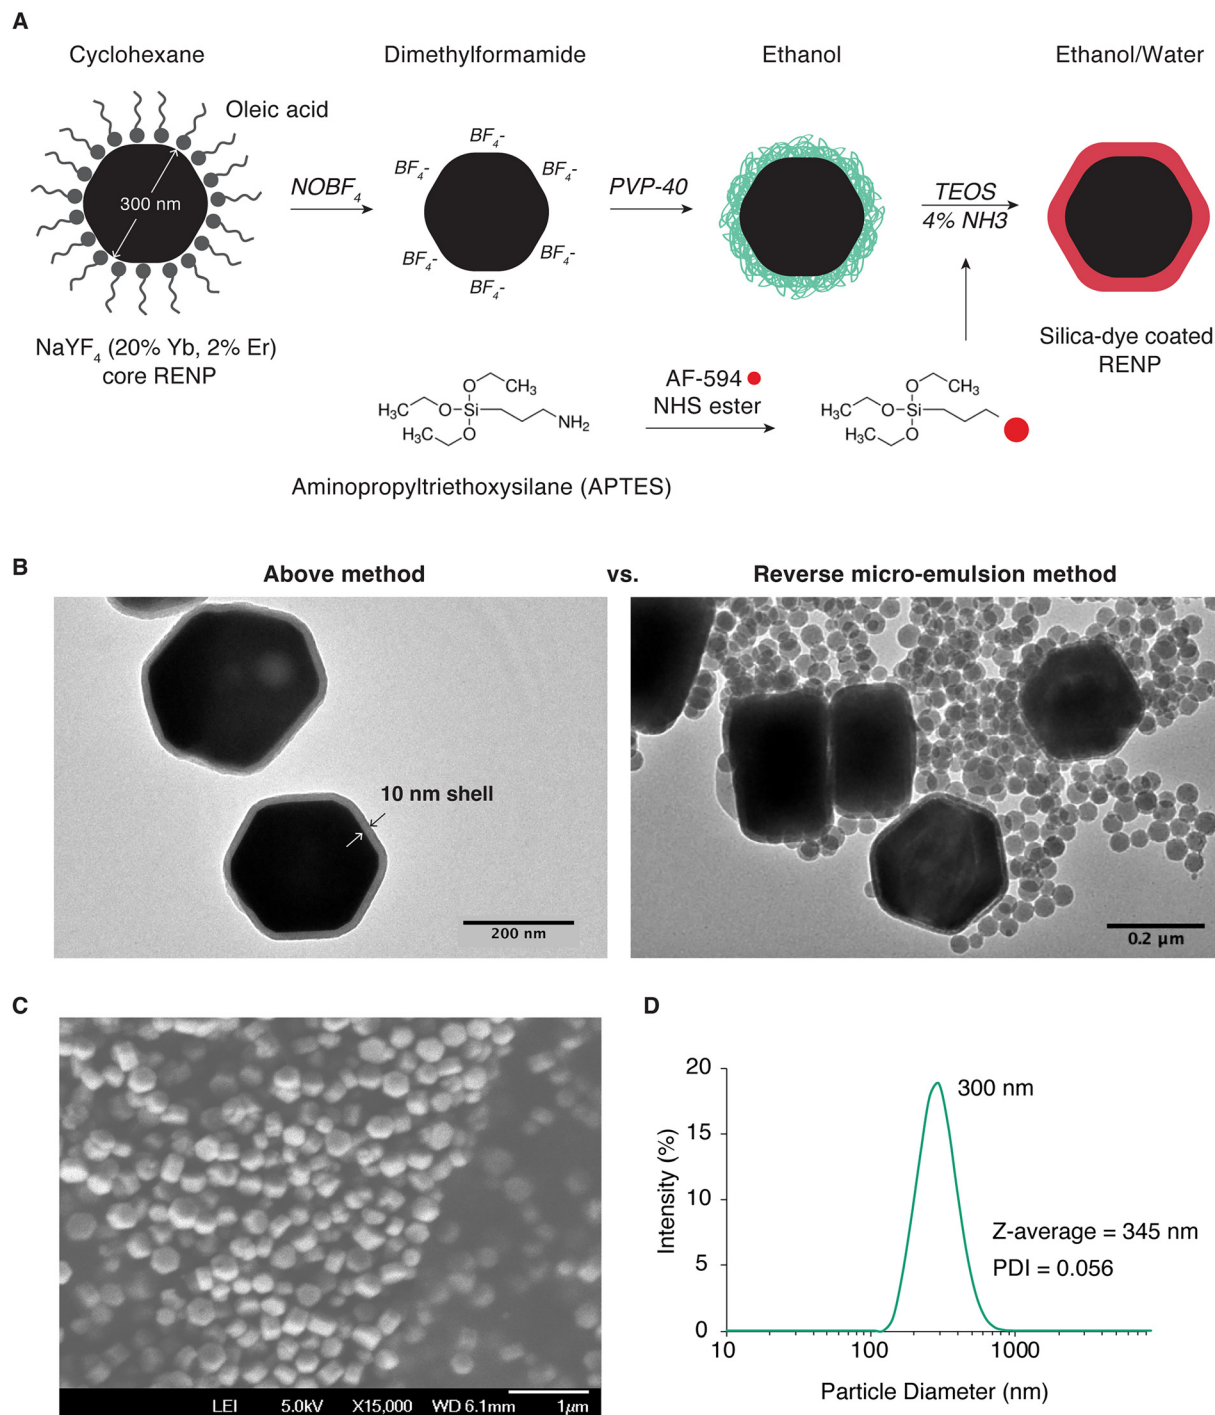 A
Cyclohexane
Dimethylformamide
Ethanol
Ethanol/Water
Oleic acid
300 nm
NOBF4
BF4-
BF4-
BF4-
BF4-
BF4-
BF4-
PVP-40
TEOS
4% NH3
NaYF4 (20% Yb, 2% Er)
core RENP
Silica-dye coated
RENP
H3C
O
CH3
O
Si
H3C
O
NH2
AF-594
NHS ester
H3C
O
CH3
O
Si
H3C
O
Aminopropyltriethoxysilane (APTES)
B
Above method
vs.
Reverse micro-emulsion method
10 nm shell
200 nm
0.2 µm
C
LEI 5.0kV X15,000 WD 6.1mm 1µm
D
20
15
10
5
0
Intensity (%)
300 nm
Z-average = 345 nm
PDI = 0.056
10 100 1000
Particle Diameter (nm)